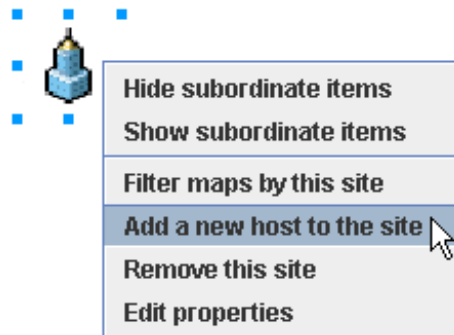 Hide subordinate items
Show subordinate items
Filter maps by this site
Add a new host to the site
Remove this site
Edit properties